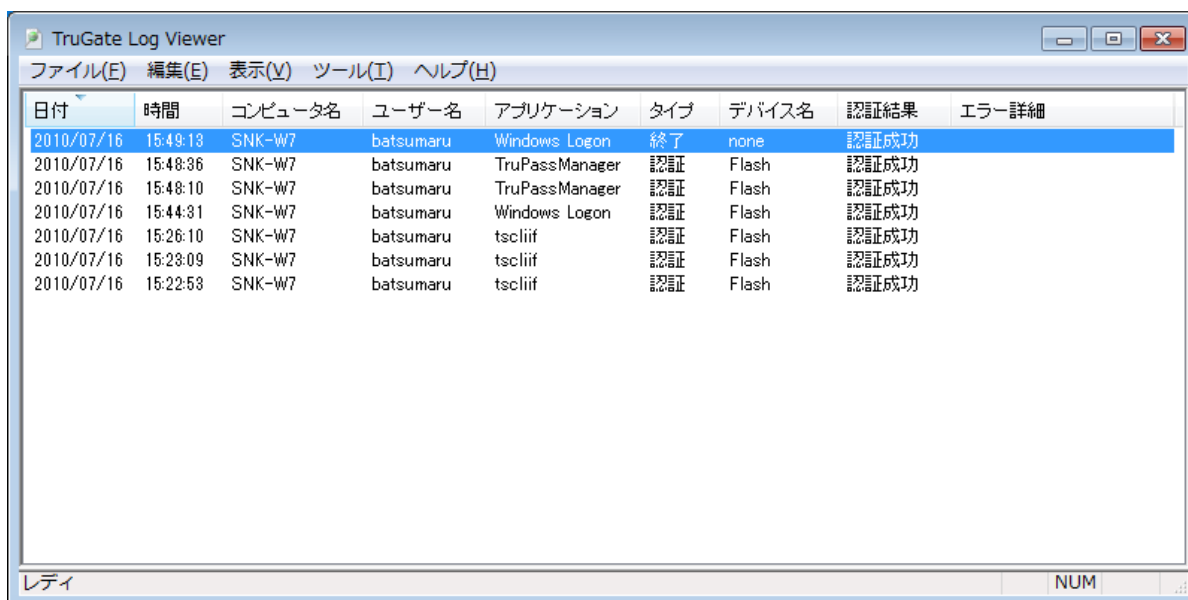 TruGate Log Viewer
ファイル(F) 編集(E) 表示(V) ツール(T) ヘルプ(H)
日付 時間 コンピュータ名 ユーザー名 アプリケーション タイプ デバイス名 認証結果 エラー詳細
2010/07/16 15:49:13 SNK-W7 batsumaru Windows Logon 終了 none 認証成功
2010/07/16 15:48:36 SNK-W7 batsumaru TruPassManager 認証 Flash 認証成功
2010/07/16 15:48:10 SNK-W7 batsumaru TruPassManager 認証 Flash 認証成功
2010/07/16 15:44:31 SNK-W7 batsumaru Windows Logon 認証 Flash 認証成功
2010/07/16 15:26:10 SNK-W7 batsumaru tscliif 認証 Flash 認証成功
2010/07/16 15:23:09 SNK-W7 batsumaru tscliif 認証 Flash 認証成功
2010/07/16 15:22:53 SNK-W7 batsumaru tscliif 認証 Flash 認証成功
レディ NUM